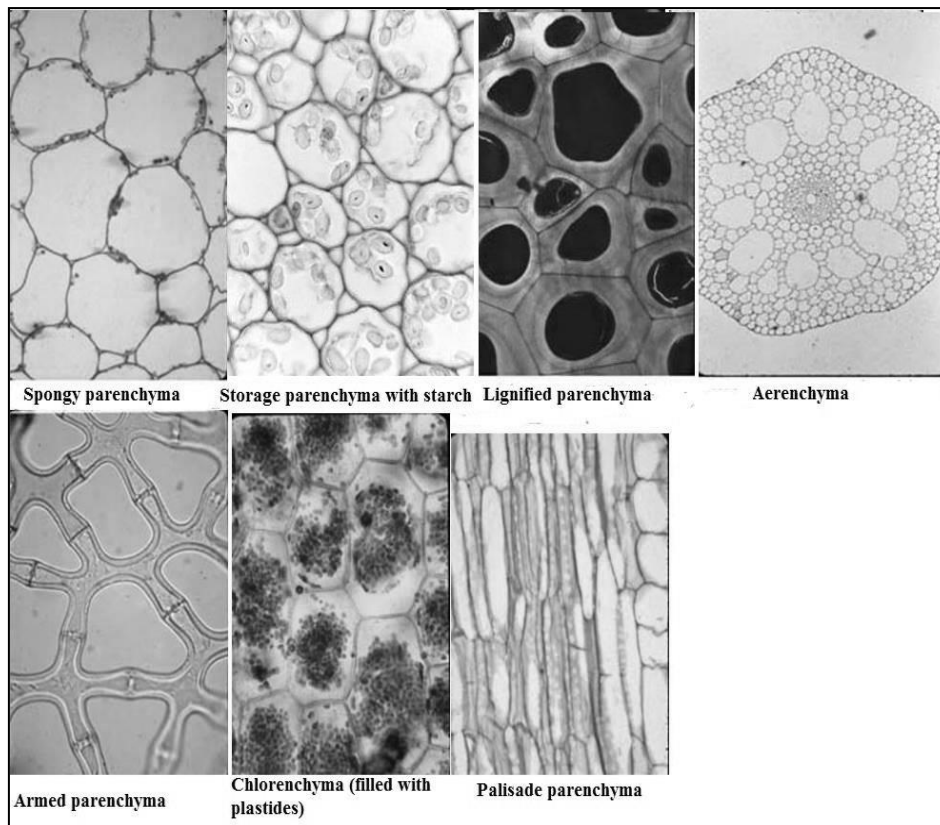 Spongy parenchyma
Storage parenchyma with starch
Lignified parenchyma
Aerenchyma
Armed parenchyma
Chlorenchyma (filled with
plastides)
Palisade parenchyma